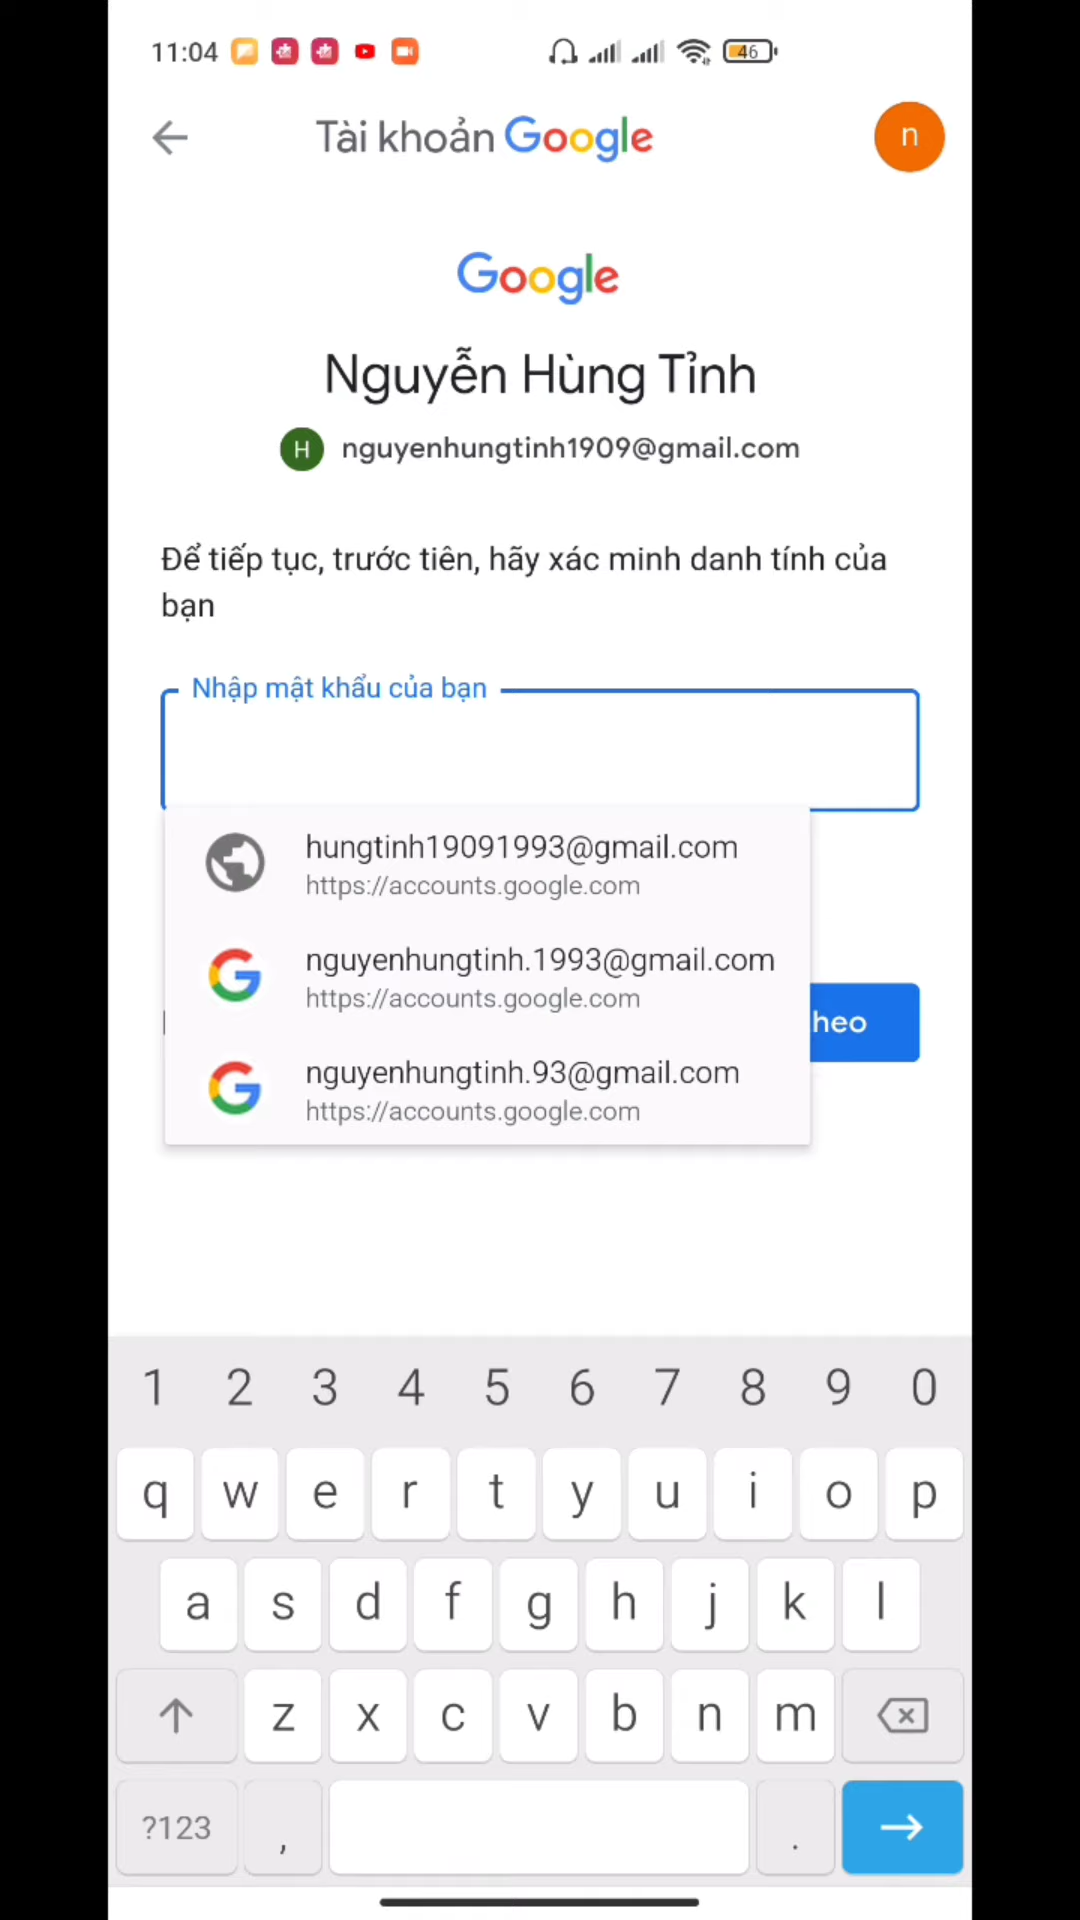 11:04
46
Tài khoản Google
n
Google
Nguyễn Hùng Tỉnh
H nguyenhungtinh1909@gmail.com
Để tiếp tục, trước tiên, hãy xác minh danh tính của
bạn
Nhập mật khẩu của bạn
hungtinh19091993@gmail.com
https://accounts.google.com
nguyenhungtinh.1993@gmail.com
https://accounts.google.com
heo
nguyenhungtinh.93@gmail.com
https://accounts.google.com
1 2 3 4 5 6 7 8 9 0
q w e r t y u i o p
a s d f g h j k l
z x c v b n m
?123 , .